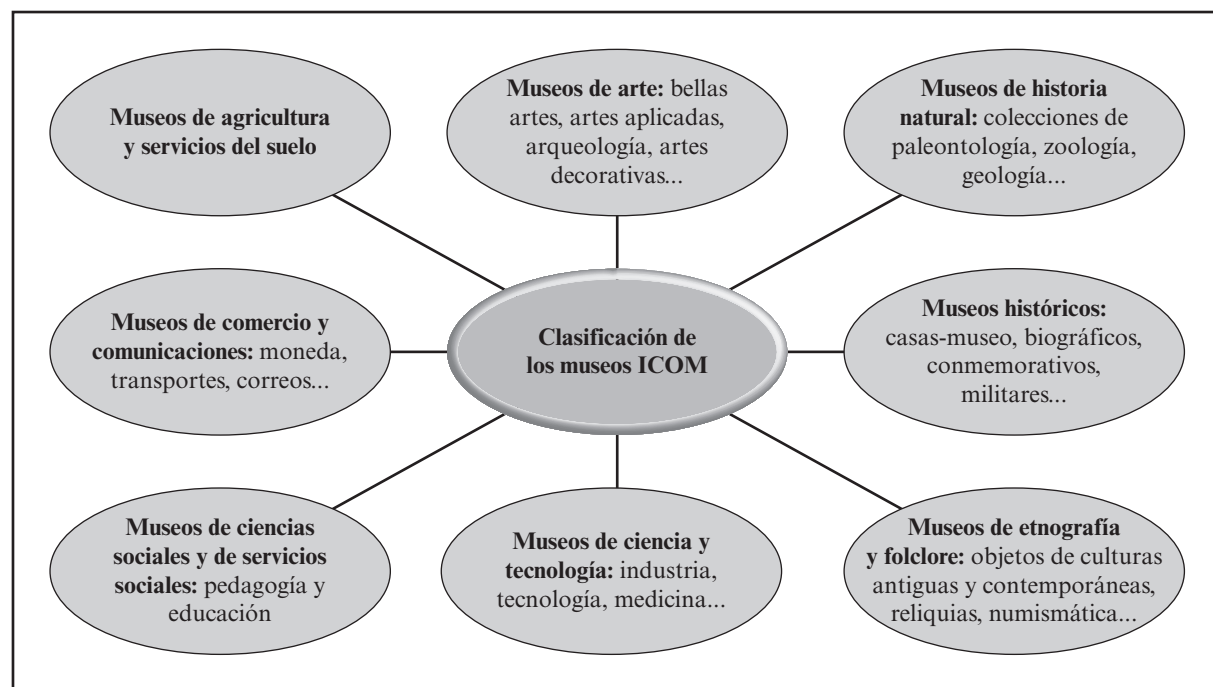 Museos de agricultura
y servicios del suelo
Museos de arte: bellas
artes, artes aplicadas,
arqueología, artes
decorativas...
Museos de historia
natural: colecciones de
paleontología, zoología,
geología...
Museos de comercio y
comunicaciones: moneda,
transportes, correos...
Clasificación de
los museos ICOM
Museos históricos:
casas-museo, biográficos,
conmemorativos,
militares...
Museos de ciencias
sociales y de servicios
sociales: pedagogía y
educación
Museos de ciencia y
tecnología: industria,
tecnología, medicina...
Museos de etnografía
y folclore: objetos de culturas
antiguas y contemporáneas,
reliquias, numismática...